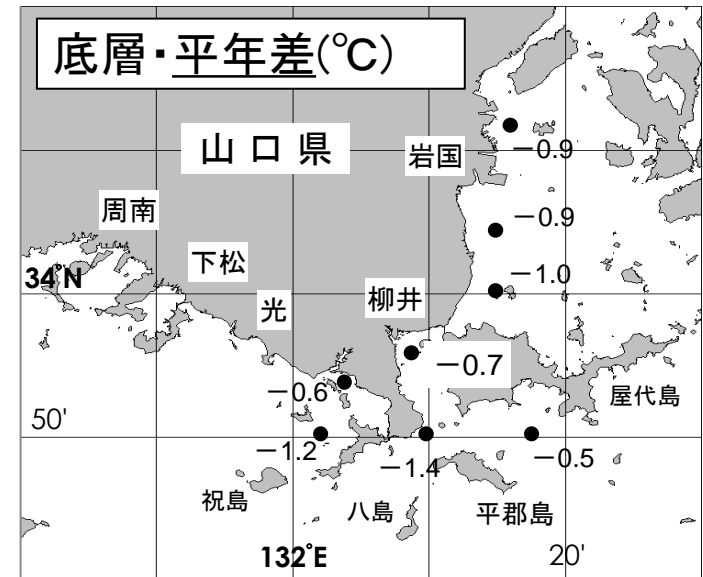 底層・平年差(℃)
山口県
岩国
－0.9
周南
－0.9
下松
34°N
－1.0
光
柳井
－0.7
－0.6
屋代島
50'
－1.2
－1.4
－0.5
祝島
八島
平郡島
132°E
20'